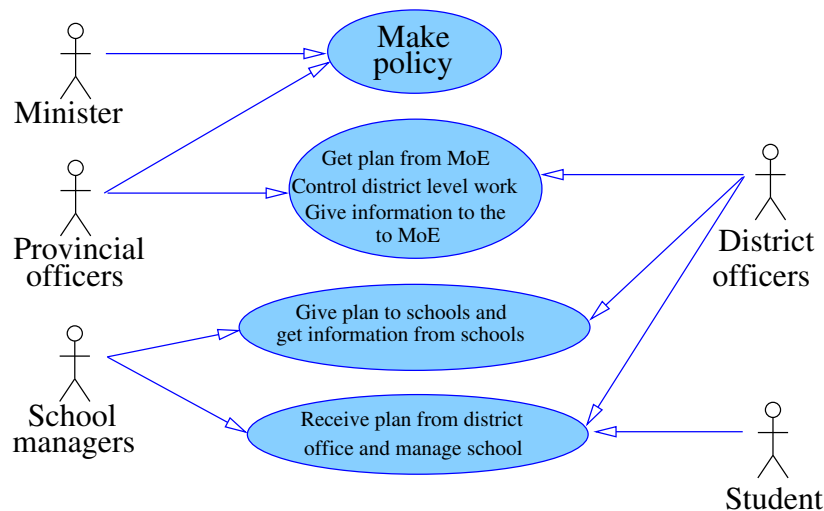 Make
policy
Minister
Get plan from MoE
Control district level work
Give information to the
to MoE
Provincial
officers
District
officers
Give plan to schools and
get information from schools
School
managers
Receive plan from district
office and manage school
Student